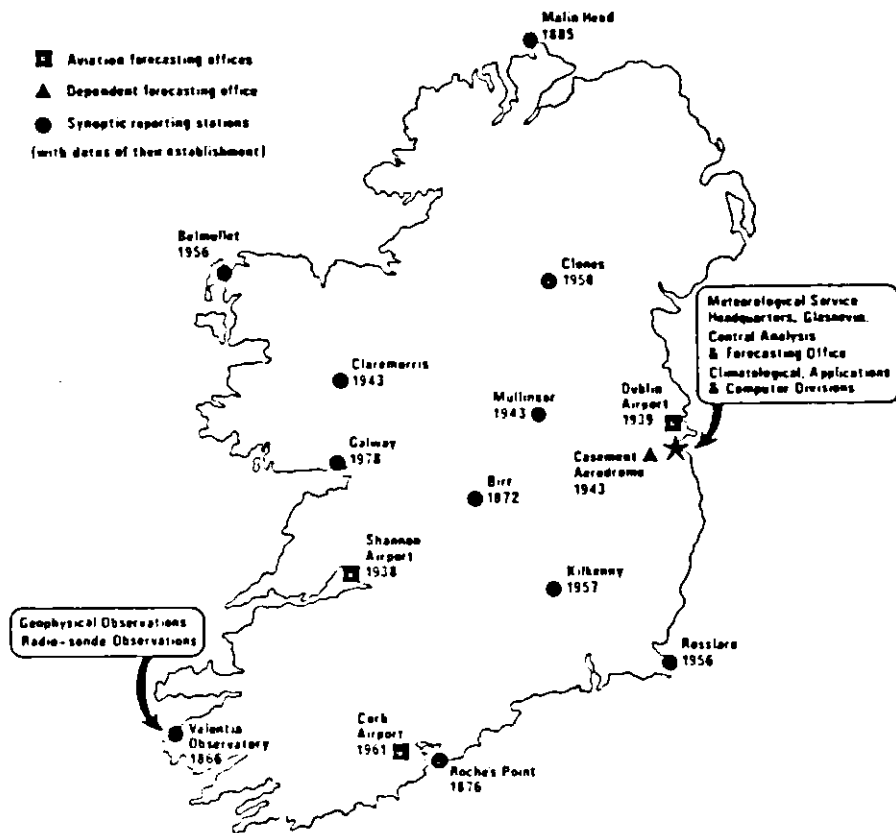 Malin Head
1885
Aviation forecasting offices
Dependent forecasting office
Synoptic reporting stations
(with dates of their establishment)
Belmullet
1956
Clones
1950
Meteorological Service
Headquarters, Glasnevin.
Central Analysis
& Forecasting Office
Climatological, Applications
& Computer Divisions
Claremorris
1943
Mullingar
1943
Dublin
Airport
1939
Galway
1978
Casement
Aerodrome
1943
Birr
1872
Shannon
Airport
1938
Kilkenny
1957
Geophysical Observations
Radio-sonde Observations
Rosslare
1956
Valentia
Observatory
1866
Cork
Airport
1961
Roche's Point
1876